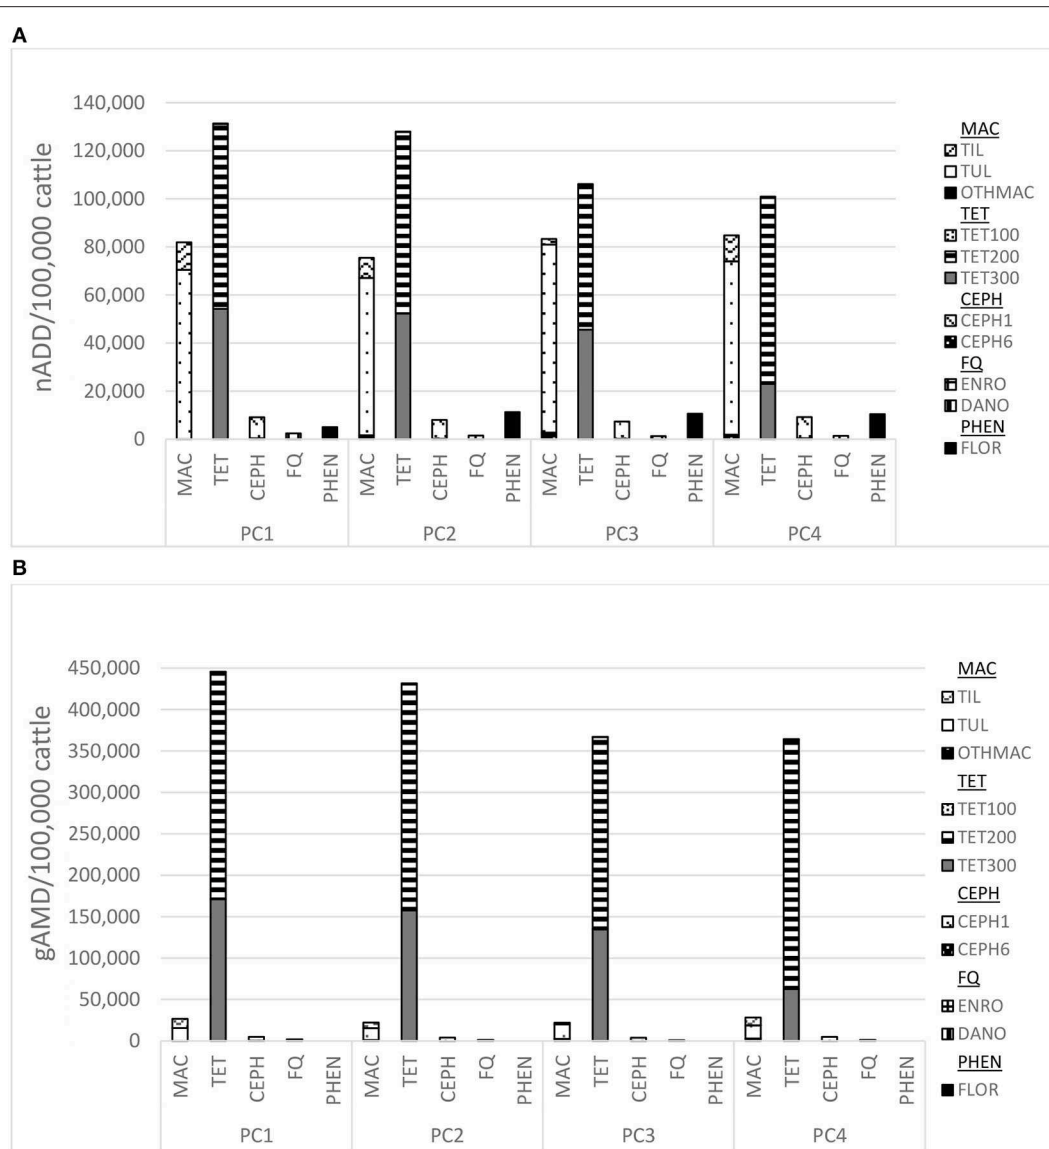 A
nADD/100,000 cattle
140,000
120,000
100,000
80,000
60,000
40,000
20,000
0
MAC TET CEPH FQ PHEN MAC TET CEPH FQ PHEN MAC TET CEPH FQ PHEN MAC TET CEPH FQ PHEN
PC1 PC2 PC3 PC4
MAC
TIL
TUL
OTHMAC
TET
TET100
TET200
TET300
CEPH
CEPH1
CEPH6
FQ
ENRO
DANO
PHEN
FLOR
B
gAMD/100,000 cattle
450,000
400,000
350,000
300,000
250,000
200,000
150,000
100,000
50,000
0
MAC TET CEPH FQ PHEN MAC TET CEPH FQ PHEN MAC TET CEPH FQ PHEN MAC TET CEPH FQ PHEN
PC1 PC2 PC3 PC4
MAC
TIL
TUL
OTHMAC
TET
TET100
TET200
TET300
CEPH
CEPH1
CEPH6
FQ
ENRO
DANO
PHEN
FLOR